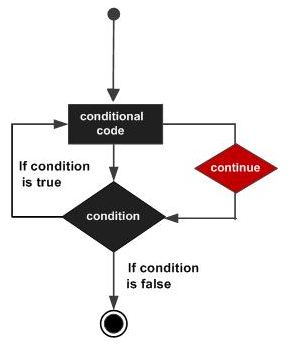 conditional
code
If condition
is true
continue
condition
If condition
is false